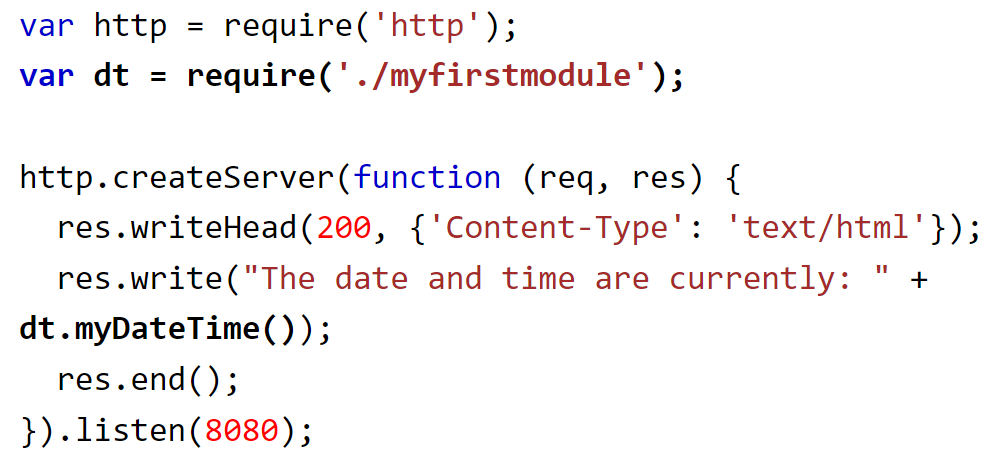 var http = require('http');
var dt = require('./myfirstmodule');

http.createServer(function (req, res) {
  res.writeHead(200, {'Content-Type': 'text/html'});
  res.write("The date and time are currently: " +
dt.myDateTime());
  res.end();
}).listen(8080);